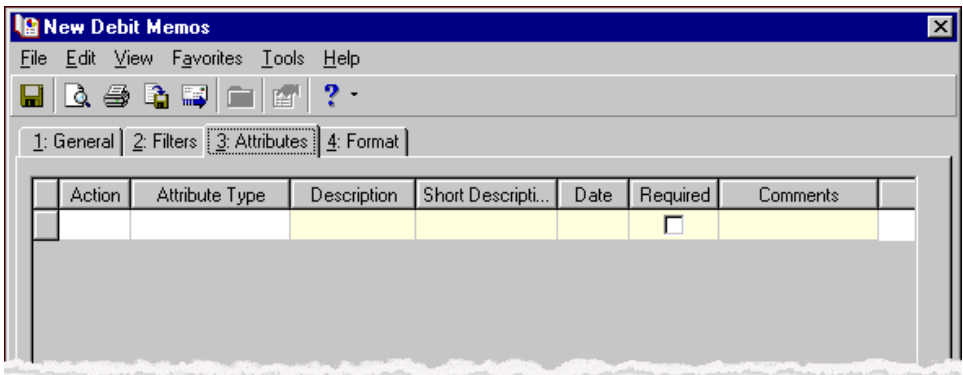 New Debit Memos
File Edit View Favorites Tools Help
?
1: General 2: Filters 3: Attributes 4: Format
Action Attribute Type Description Short Descripti... Date Required Comments